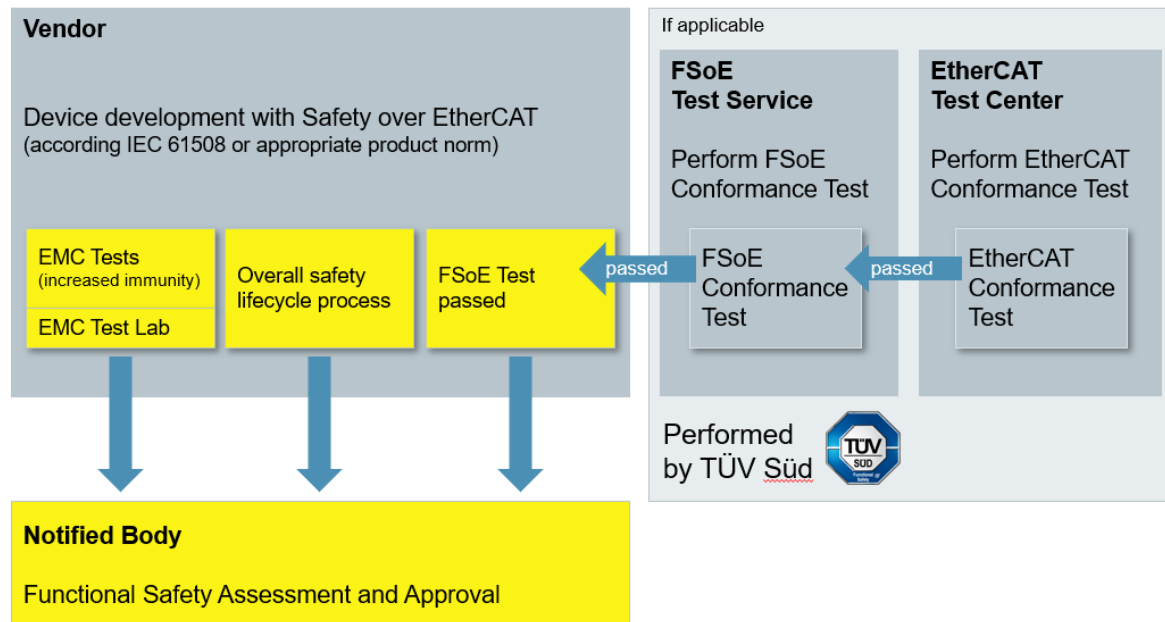 Vendor
Device development with Safety over EtherCAT
(according IEC 61508 or appropriate product norm)
EMC Tests
(increased immunity)
EMC Test Lab
Overall safety
lifecycle process
FSoE Test
passed
If applicable
FSoE
Test Service
Perform FSoE
Conformance Test
passed
FSoE
Conformance
Test
EtherCAT
Test Center
Perform EtherCAT
Conformance Test
passed
EtherCAT
Conformance
Test
Performed
by TÜV Süd
TÜV
SÜD
Functional
Safety
Notified Body
Functional Safety Assessment and Approval